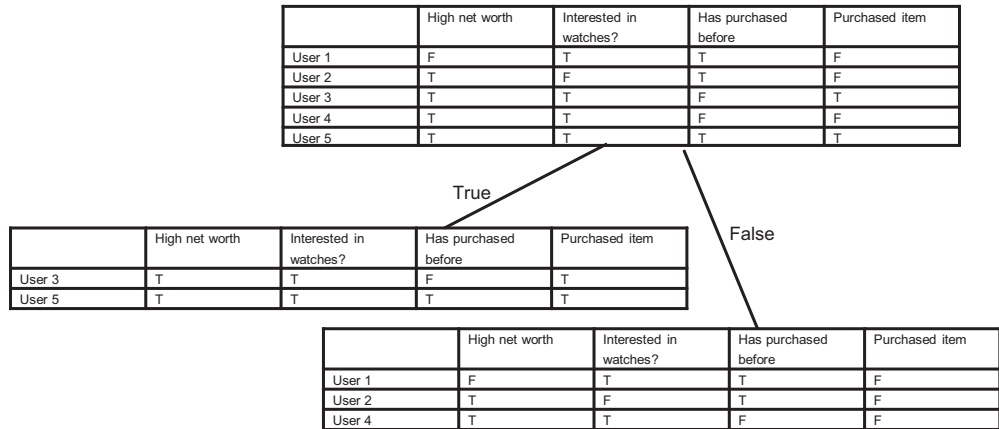 High net worth Interested in watches? Has purchased before Purchased item
User 1 F T T F
User 2 T F T F
User 3 T T F T
User 4 T T F F
User 5 T T T T
True
False
High net worth Interested in watches? Has purchased before Purchased item
User 3 T T F T
User 5 T T T T
High net worth Interested in watches? Has purchased before Purchased item
User 1 F T T F
User 2 T F T F
User 4 T T F F